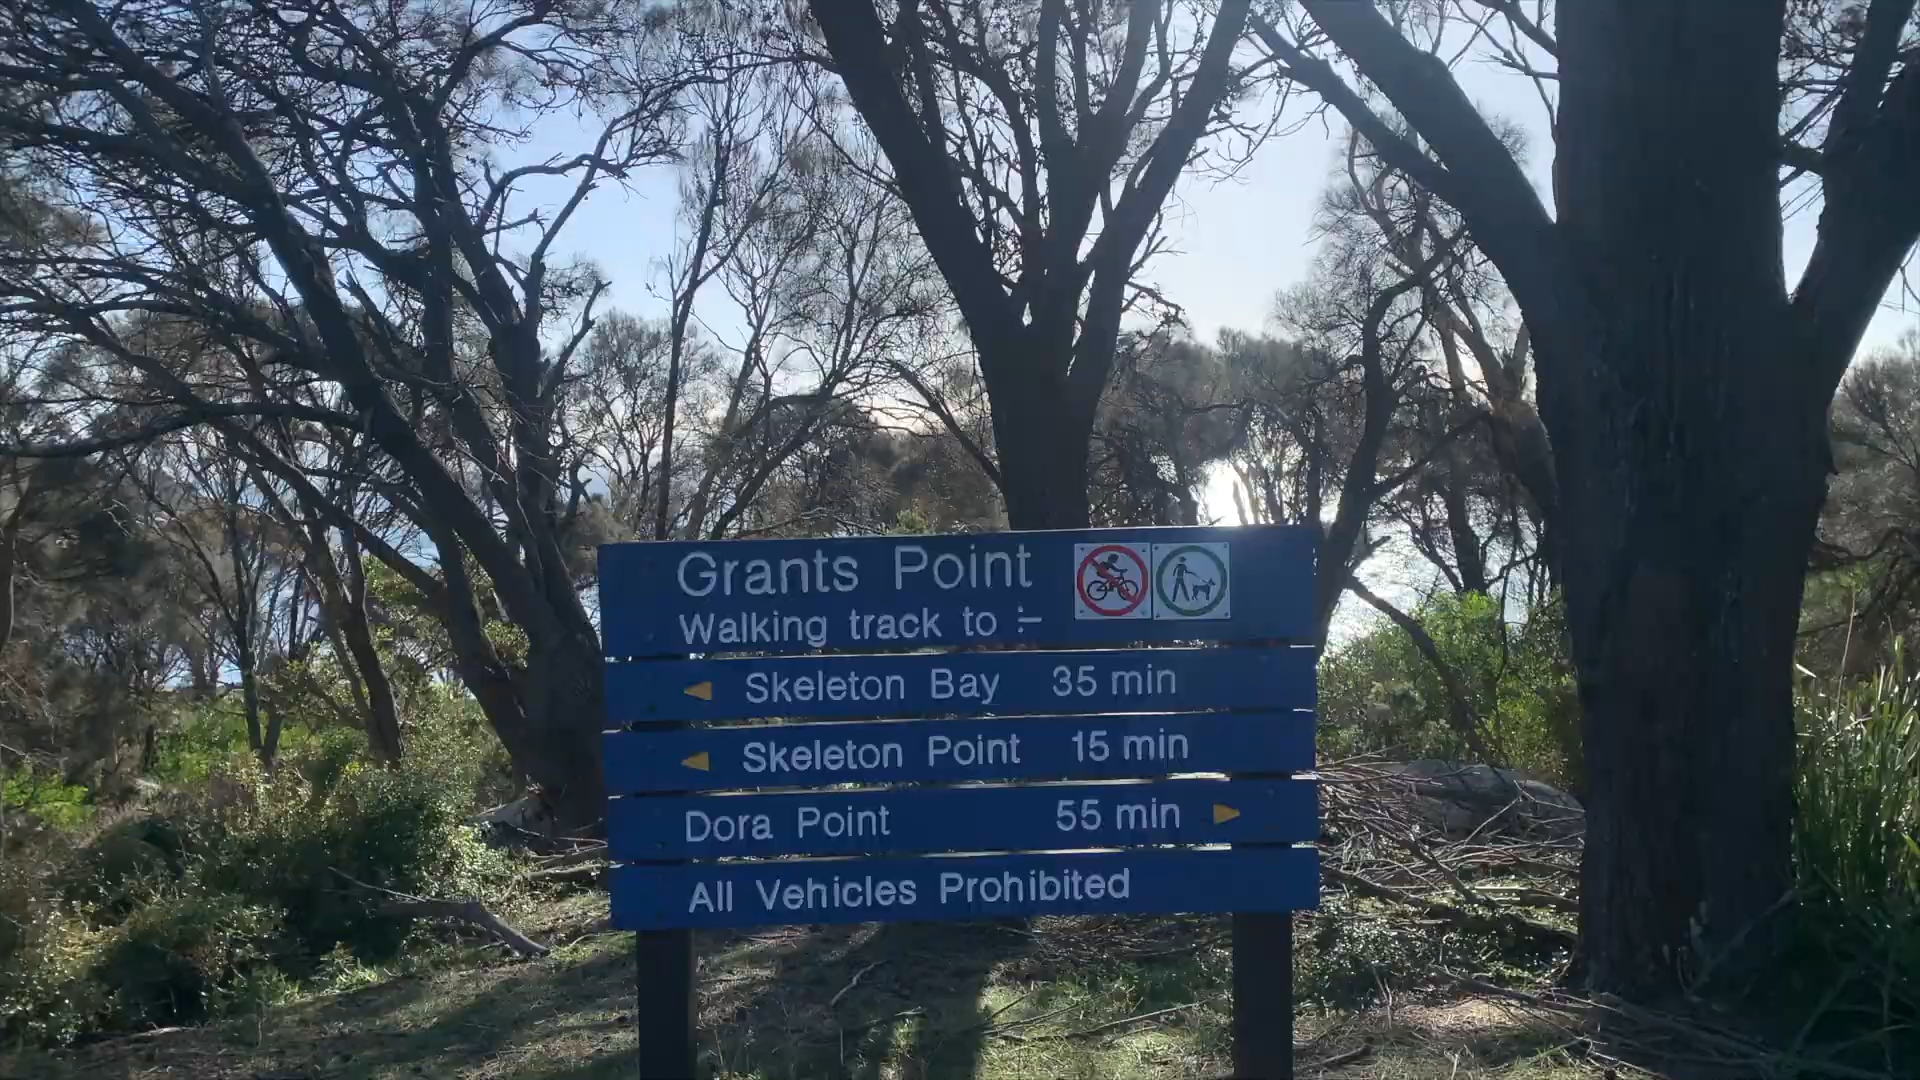 Grants Point
Walking track to :-
Skeleton Bay 35 min
Skeleton Point 15 min
Dora Point 55 min
All Vehicles Prohibited